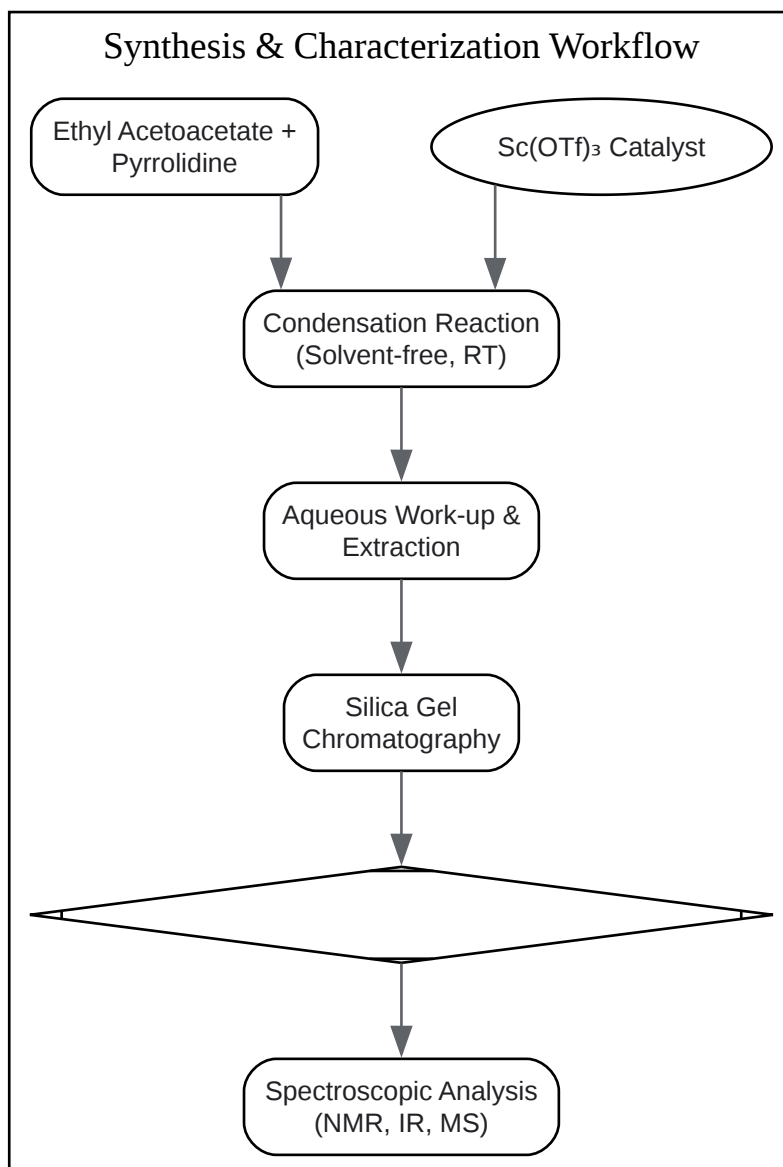 Synthesis & Characterization Workflow
Ethyl Acetoacetate +
Pyrrolidine
Sc(OTf)₃ Catalyst
Condensation Reaction
(Solvent-free, RT)
Aqueous Work-up &
Extraction
Silica Gel
Chromatography
Spectroscopic Analysis
(NMR, IR, MS)